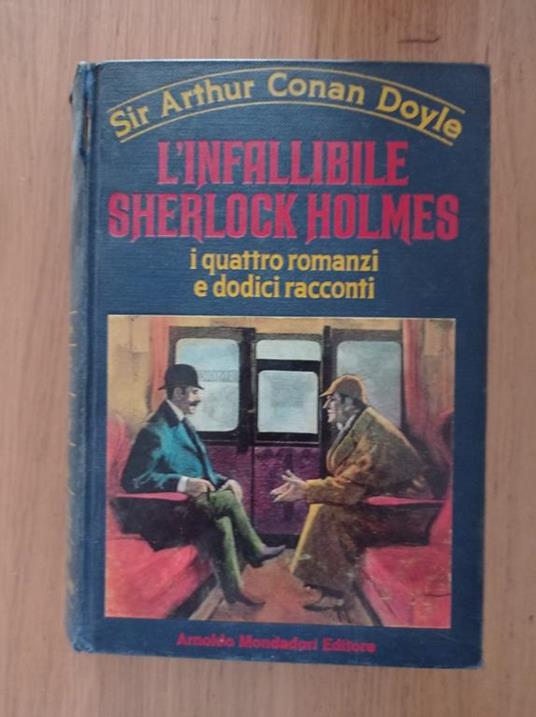 Sir Arthur Conan Doyle
L'INFALLIBILE
SHERLOCK HOLMES
i quattro romanzi
e dodici racconti
Arnoldo Mondadori Editore